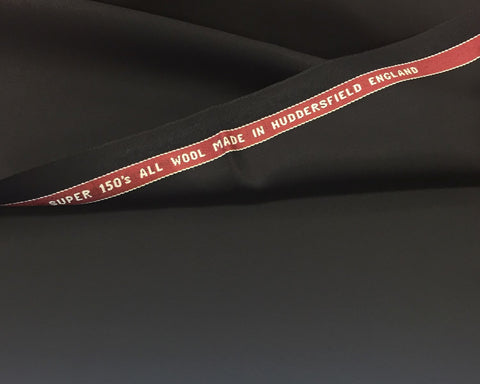 SUPER 150's ALL WOOL MADE IN HUDDERSFIELD ENGLAND